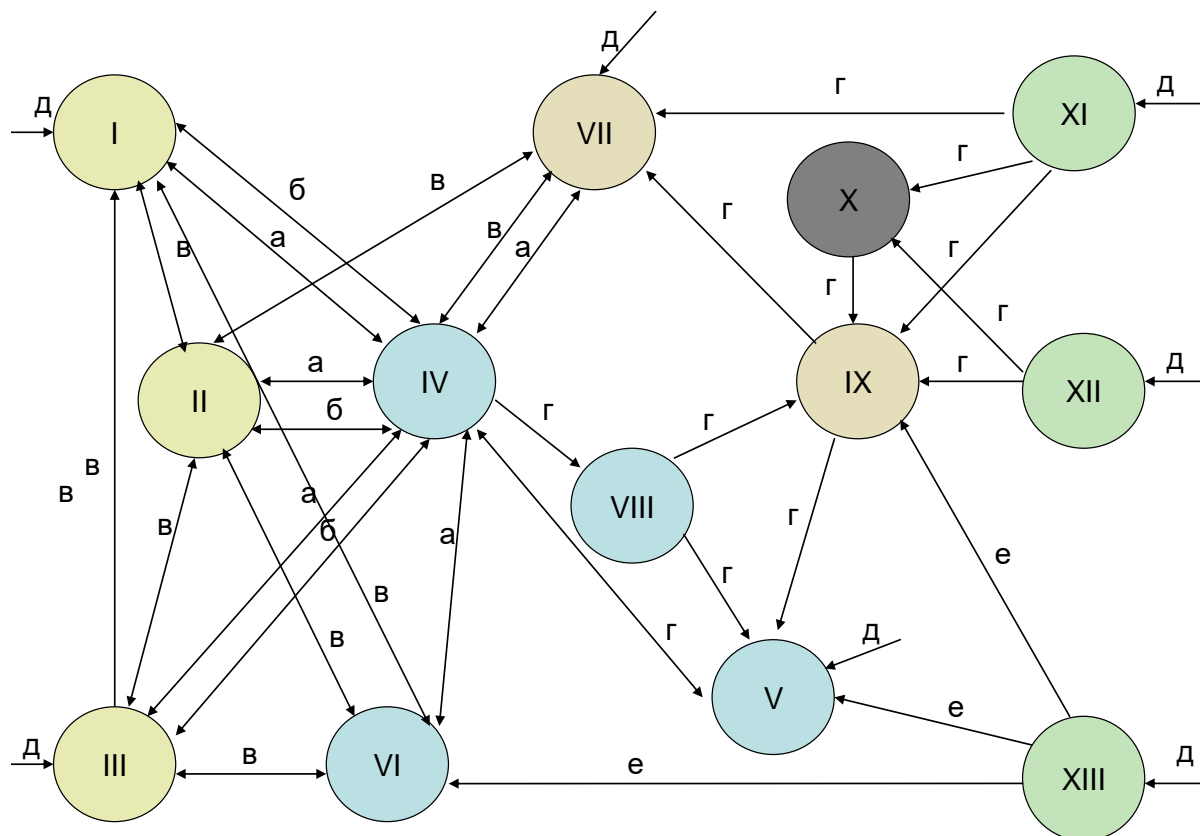 д
д
г
д
I
VII
XI
г
в
X
б
г
в
а
в
а
г
г
г
г
д
а
IV
IX
г
XII
II
б
г
г
в
в
а
VIII
в
б
а
г
г
е
в
в
г
д
V
е
д
III
в
VI
е
XIII
д